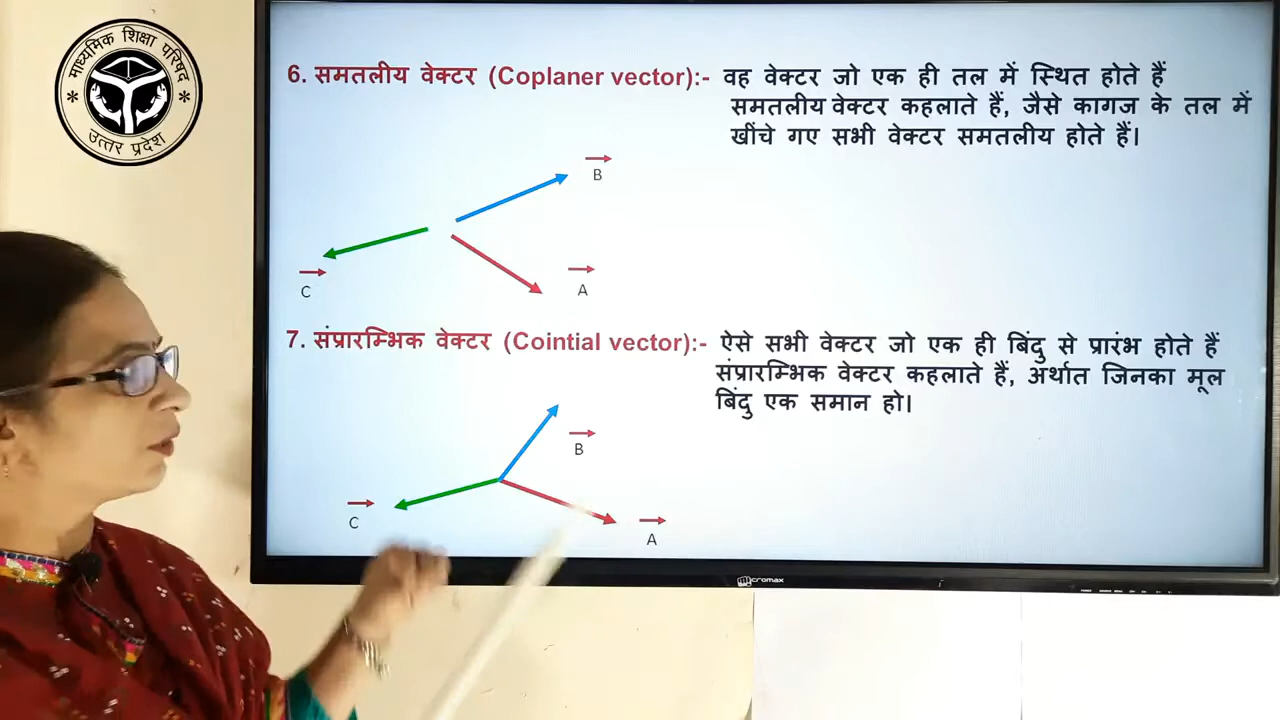 माध्यमिक शिक्षा परिषद
उत्तर प्रदेश
6. समतलीय वेक्टर (Coplaner vector):- वह वेक्टर जो एक ही तल में स्थित होते हैं
समतलीय वेक्टर कहलाते हैं, जैसे कागज के तल में
खींचे गए सभी वेक्टर समतलीय होते हैं।
B
C
A
7. संप्रारम्भिक वेक्टर (Cointial vector):- ऐसे सभी वेक्टर जो एक ही बिंदु से प्रारंभ होते हैं
संप्रारम्भिक वेक्टर कहलाते हैं, अर्थात जिनका मूल
बिंदु एक समान हो।
B
C
A
cromax